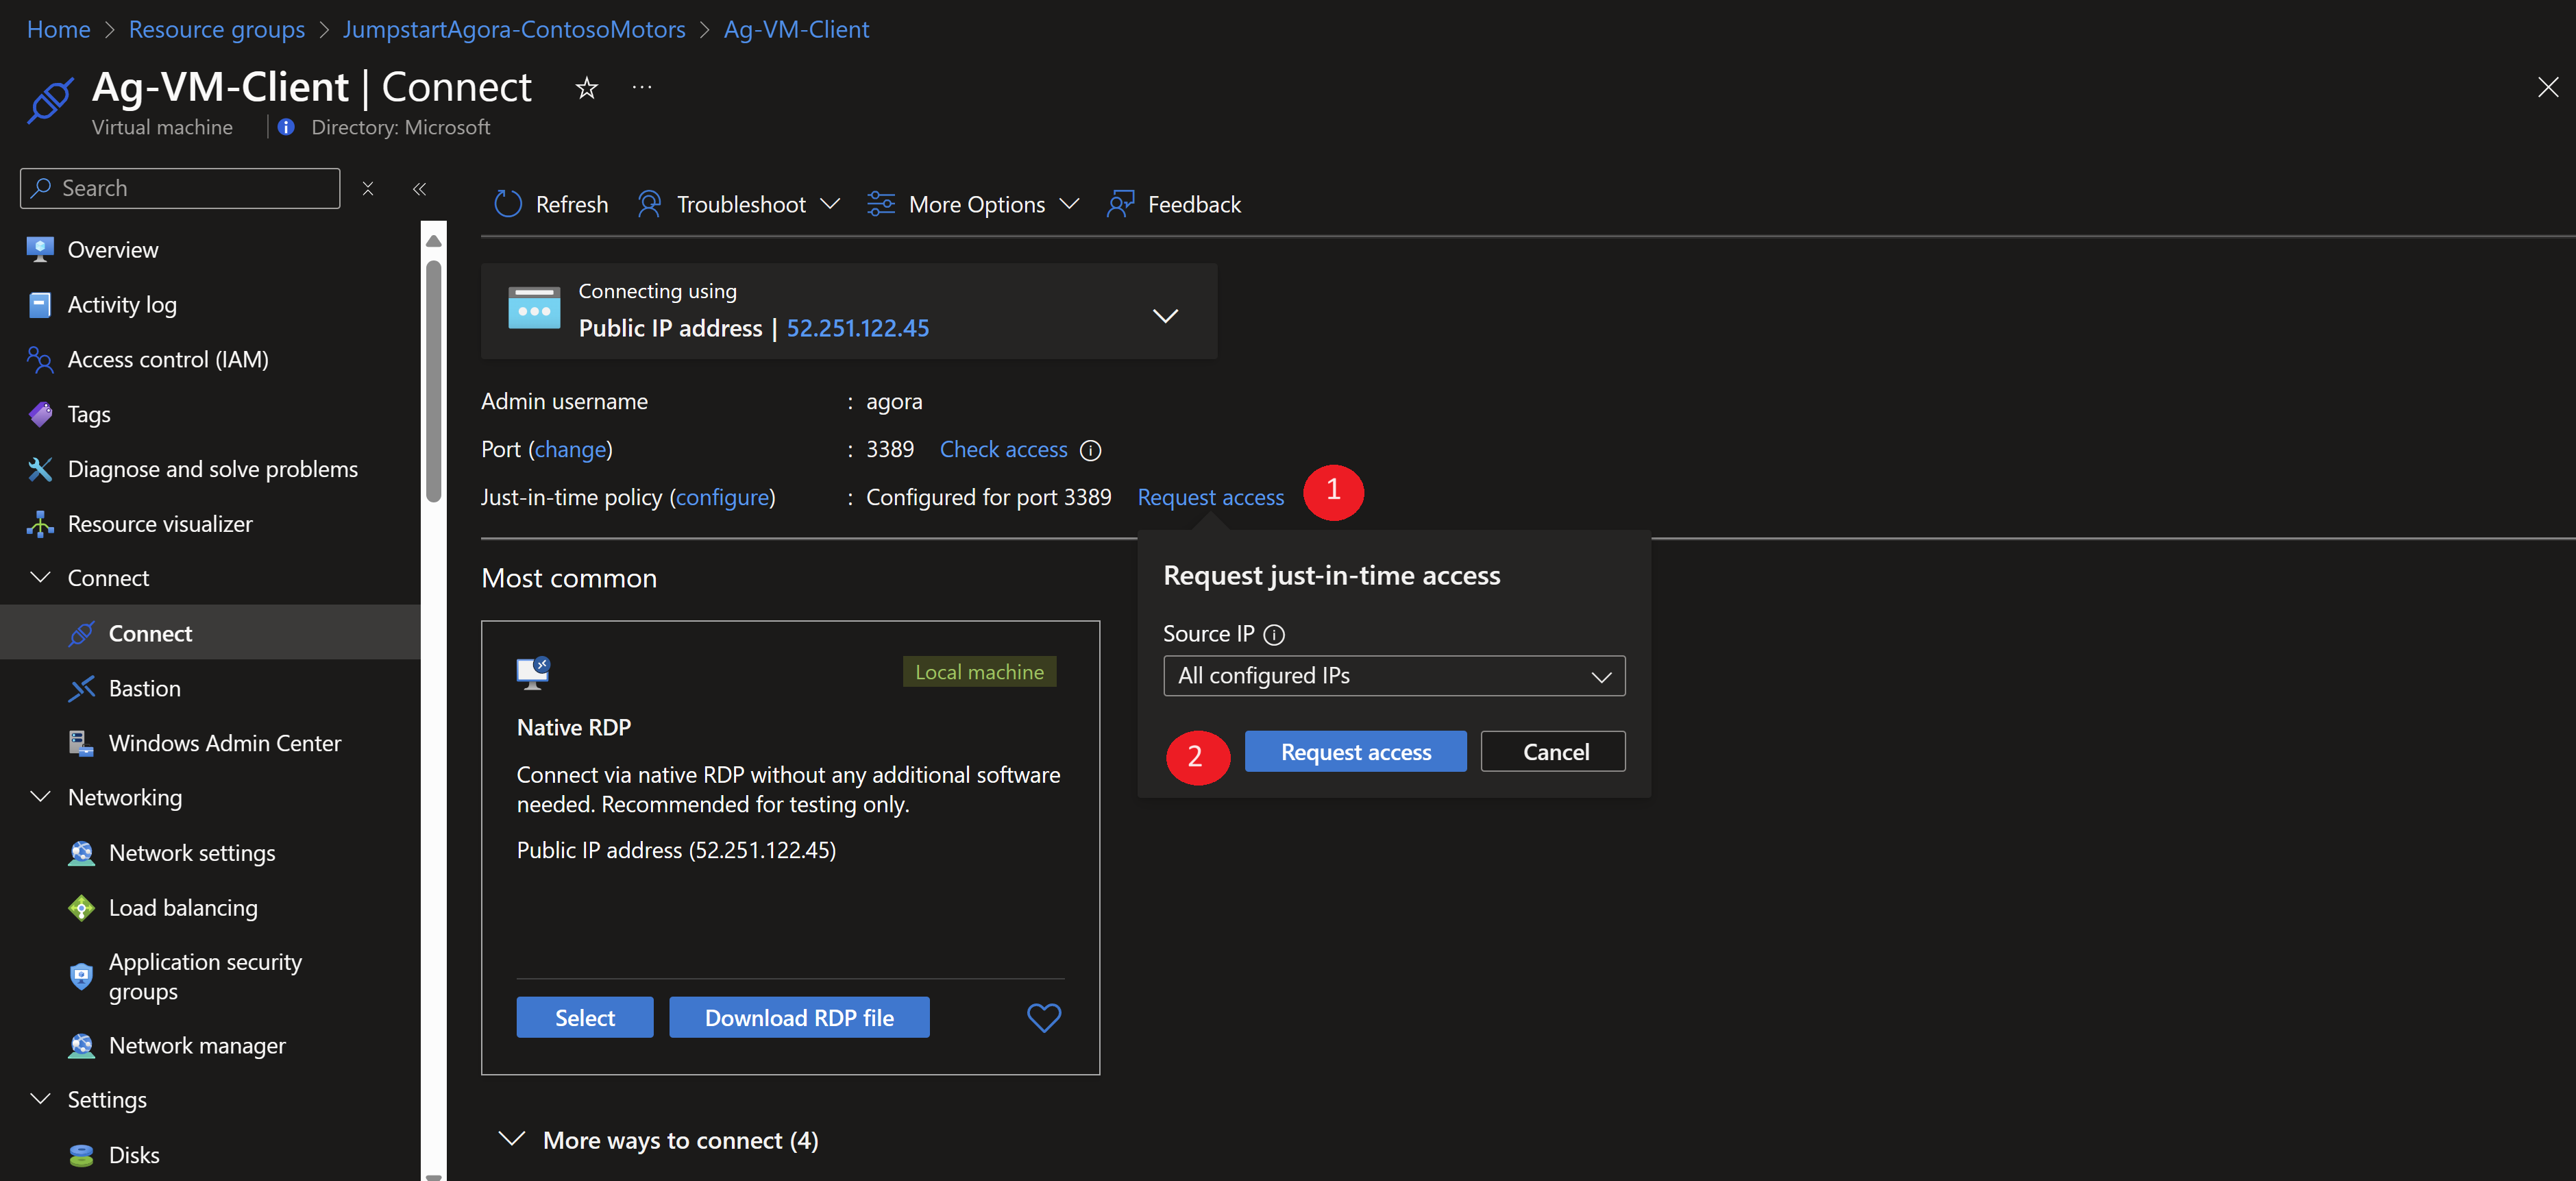 Home > Resource groups > JumpstartAgora-ContosoMotors > Ag-VM-Client
Ag-VM-Client | Connect
Virtual machine
Directory: Microsoft
Search
Overview
Activity log
Access control (IAM)
Tags
Diagnose and solve problems
Resource visualizer
Connect
Connect
Bastion
Windows Admin Center
Networking
Network settings
Load balancing
Application security
groups
Network manager
Settings
Disks
Refresh Troubleshoot More Options Feedback
Connecting using
Public IP address | 52.251.122.45
Admin username : agora
Port (change) : 3389 Check access
Just-in-time policy (configure) : Configured for port 3389 Request access 1
Most common
Local machine
Native RDP
Connect via native RDP without any additional software
needed. Recommended for testing only.
Public IP address (52.251.122.45)
Select Download RDP file
More ways to connect (4)
Request just-in-time access
Source IP
All configured IPs
2 Request access Cancel